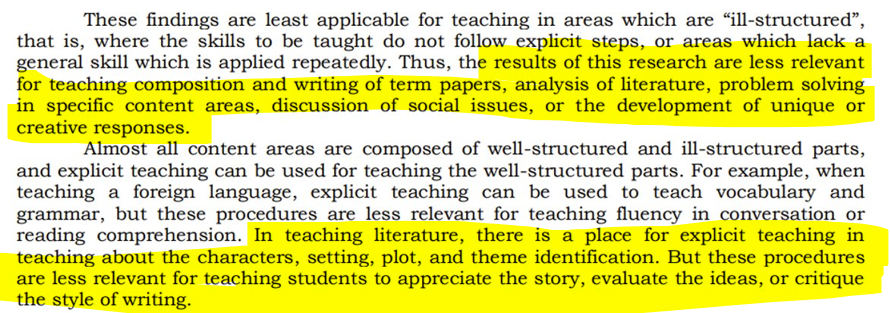 These findings are least applicable for teaching in areas which are “ill-structured”,
that is, where the skills to be taught do not follow explicit steps, or areas which lack a
general skill which is applied repeatedly. Thus, the results of this research are less relevant
for teaching composition and writing of term papers, analysis of literature, problem solving
in specific content areas, discussion of social issues, or the development of unique or
creative responses.
Almost all content areas are composed of well-structured and ill-structured parts,
and explicit teaching can be used for teaching the well-structured parts. For example, when
teaching a foreign language, explicit teaching can be used to teach vocabulary and
grammar, but these procedures are less relevant for teaching fluency in conversation or
reading comprehension. In teaching literature, there is a place for explicit teaching in
teaching about the characters, setting, plot, and theme identification. But these procedures
are less relevant for teaching students to appreciate the story, evaluate the ideas, or critique
the style of writing.